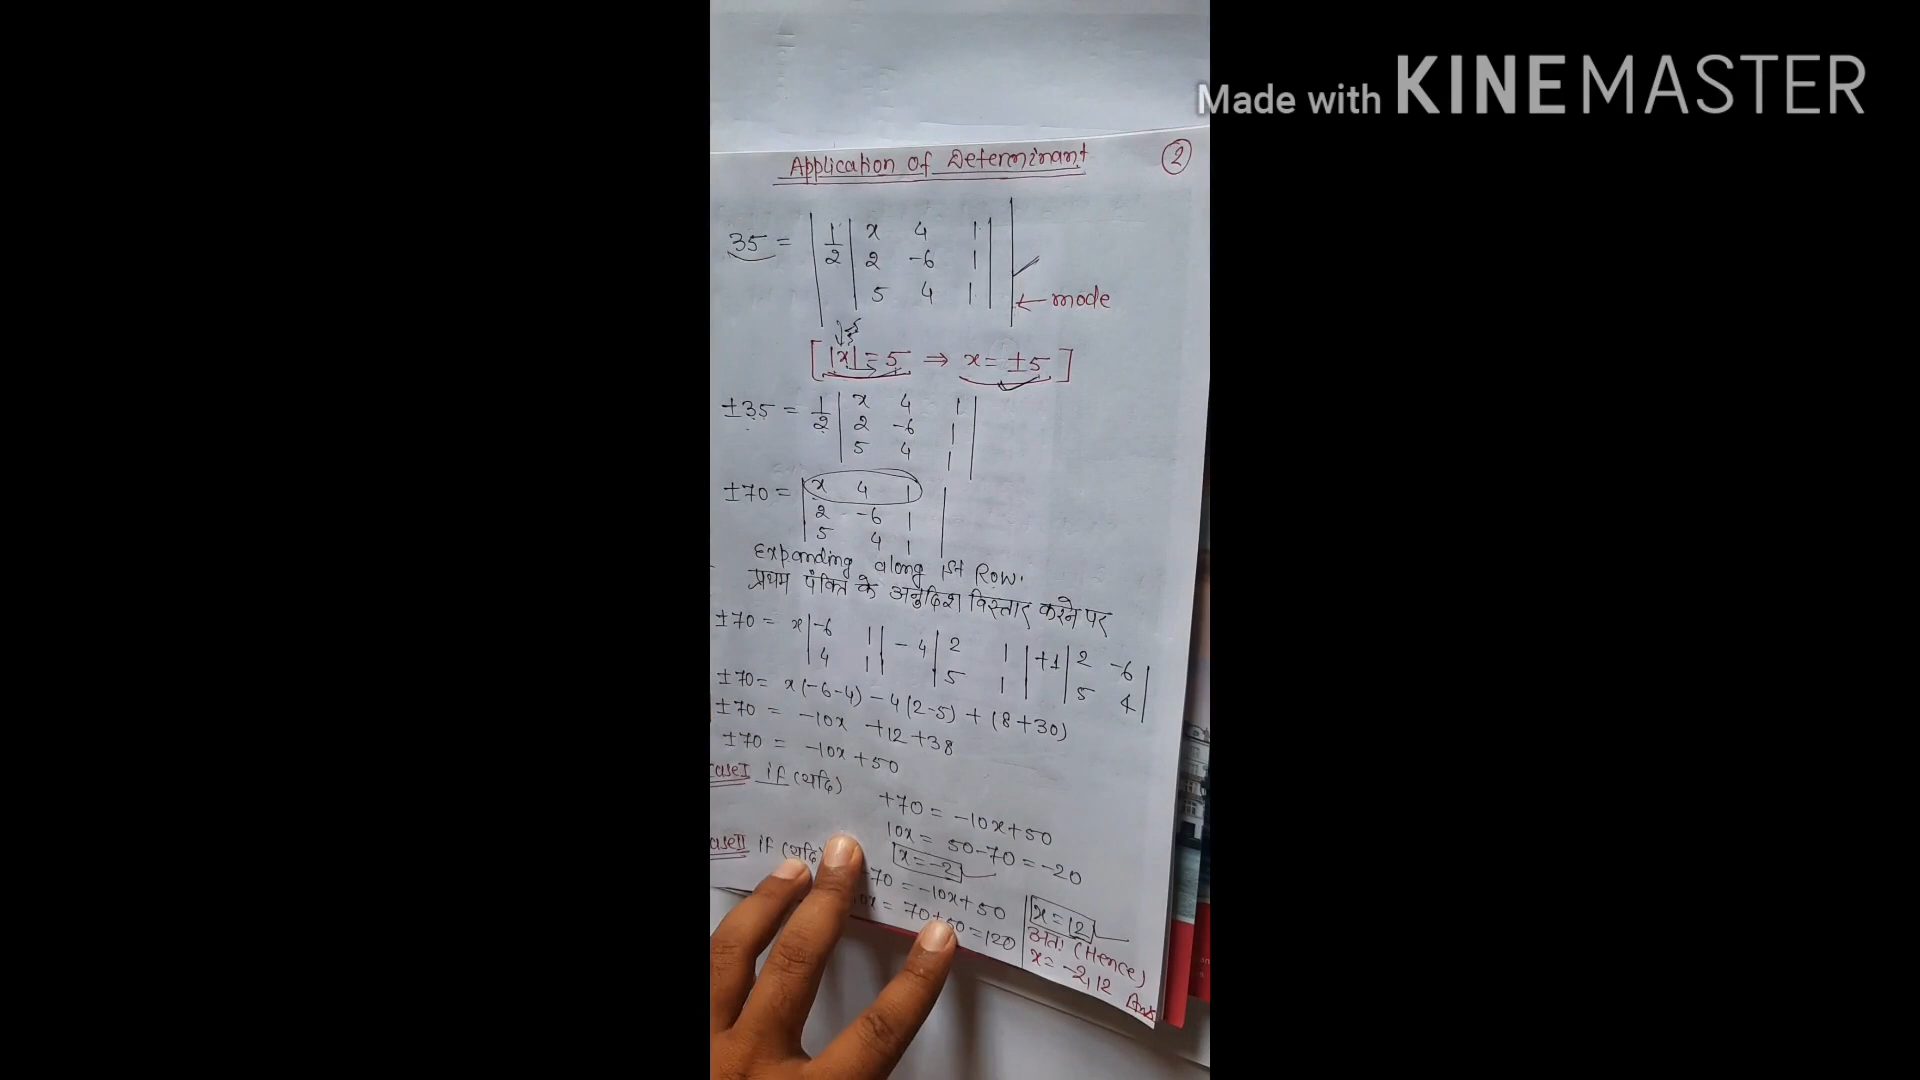 Made with KINEMASTER
Application of Determinant
2
35 = | 1/2 | x 4 1 | |
2 -6 1
5 4 1
← mode
[ |x| = 5 ⇒ x = ±5 ]
±35 = 1/2 | x 4 1 |
2 -6 1
5 4 1
±70 = | x 4 1 |
2 -6 1
5 4 1
Expanding along 1st Row.
प्रथम पंक्ति के अनुदिश विस्तार करने पर
±70 = x | -6 1 | - 4 | 2 1 | +1 | 2 -6 |
4 1 5 1 5 4
±70 = x(-6-4) - 4(2-5) + (8+30)
±70 = -10x +12+38
±70 = -10x+50
case I if (यदि)
+70 = -10x+50
10x = 50-70 = -20
x = -2
case II if (यदि)
-70 = -10x+50
10x = 70+50 = 120
x = 12
अतः (Hence)
x = -2, 12 Ans